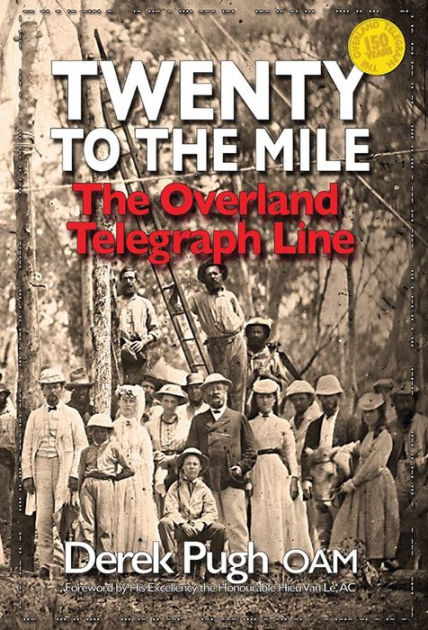 THE OVERLAND TELEGRAPH
150
YEARS
TWENTY
TO THE MILE
The Overland
Telegraph Line
Derek Pugh OAM
Foreword by His Excellency the Honourable Hieu Van Le, AC